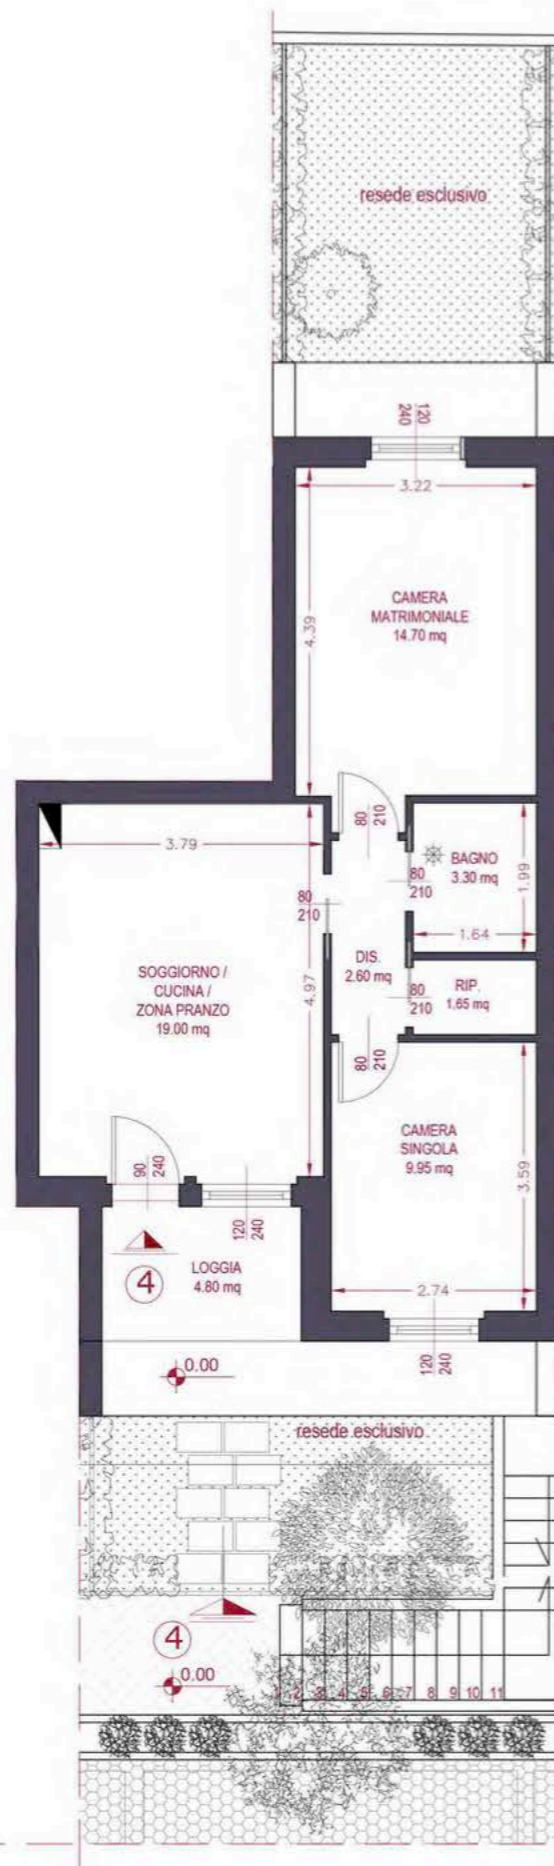 resede esclusivo
240
120
3.22
4.39
CAMERA
MATRIMONIALE
14.70 mq
80
210
3.79
80
210
BAGNO
3.30 mq
1.99
80
210
1.64
SOGGIORNO /
CUCINA /
ZONA PRANZO
19.00 mq
4.97
DIS.
2.60 mq
80
210
RIP.
1,65 mq
80
210
CAMERA
SINGOLA
9.95 mq
3.59
90
240
120
240
LOGGIA
4.80 mq
4
2.74
120
240
0.00
resede esclusivo
4
0.00
1 2 3 4 5 6 7 8 9 10 11